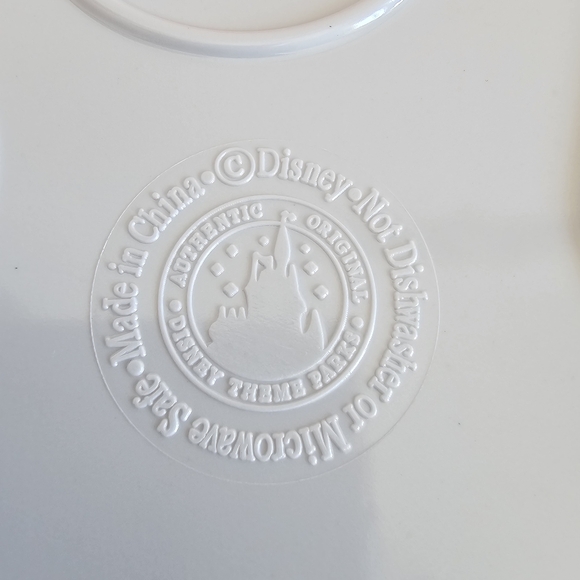 ©Disney•Not Dishwasher or Microwave Safe•Made in China•
AUTHENTIC • ORIGINAL
• DISNEY THEME PARKS •